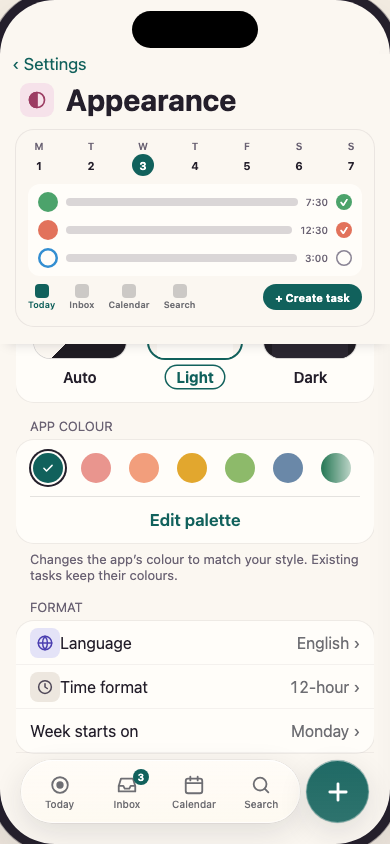 ‹ Settings
Appearance
M T W T F S S
1 2 3 4 5 6 7
7:30
12:30
3:00
Today Inbox Calendar Search
+ Create task
Auto Light Dark
APP COLOUR
Edit palette
Changes the app's colour to match your style. Existing
tasks keep their colours.
FORMAT
Language English ›
Time format 12-hour ›
Week starts on Monday ›
3
Today Inbox Calendar Search